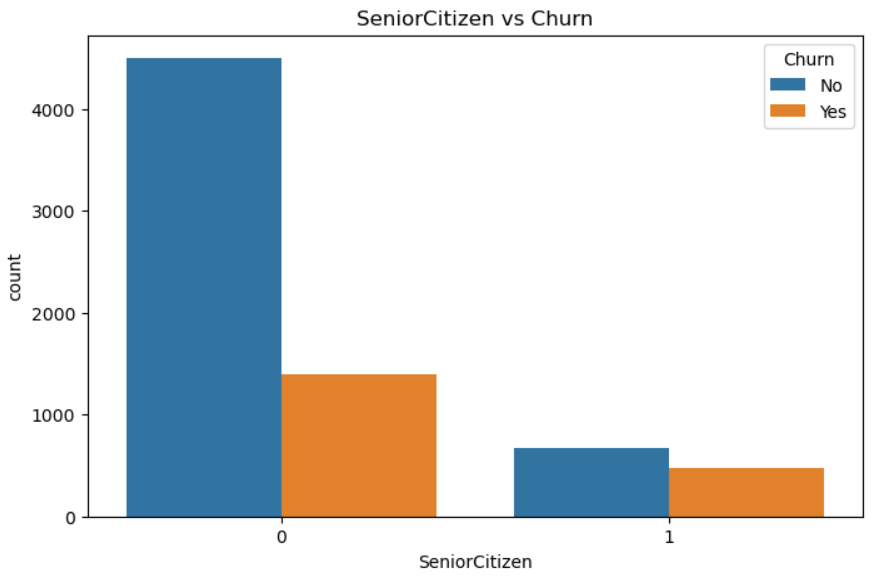 SeniorCitizen vs Churn
Churn
No
Yes
4000
3000
2000
1000
0
count
0 1
SeniorCitizen